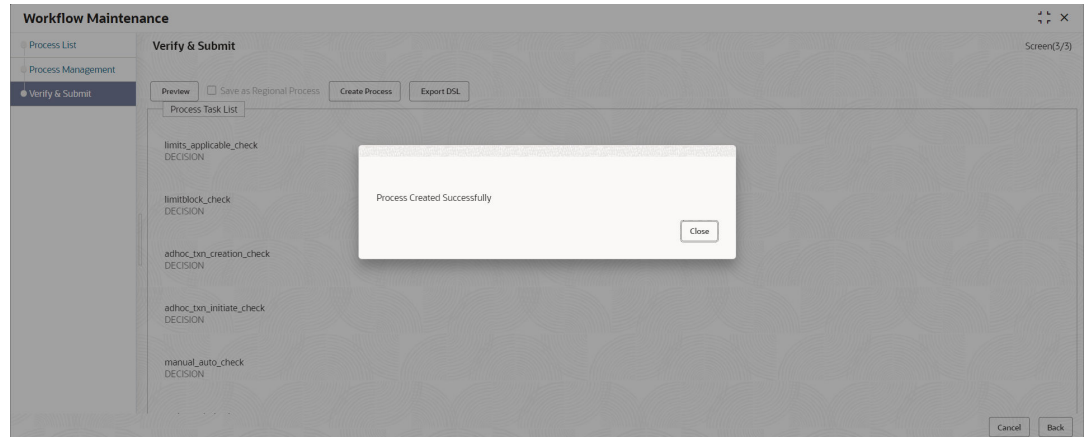 Workflow Maintenance
Process List
Process Management
Verify & Submit
Verify & Submit
Screen(3/3)
Preview
Save as Regional Process
Create Process
Export DSL
Process Task List
limits_applicable_check
DECISION
limitblock_check
DECISION
adhoc_txn_creation_check
DECISION
adhoc_txn_initiate_check
DECISION
manual_auto_check
DECISION
Process Created Successfully
Close
Cancel
Back